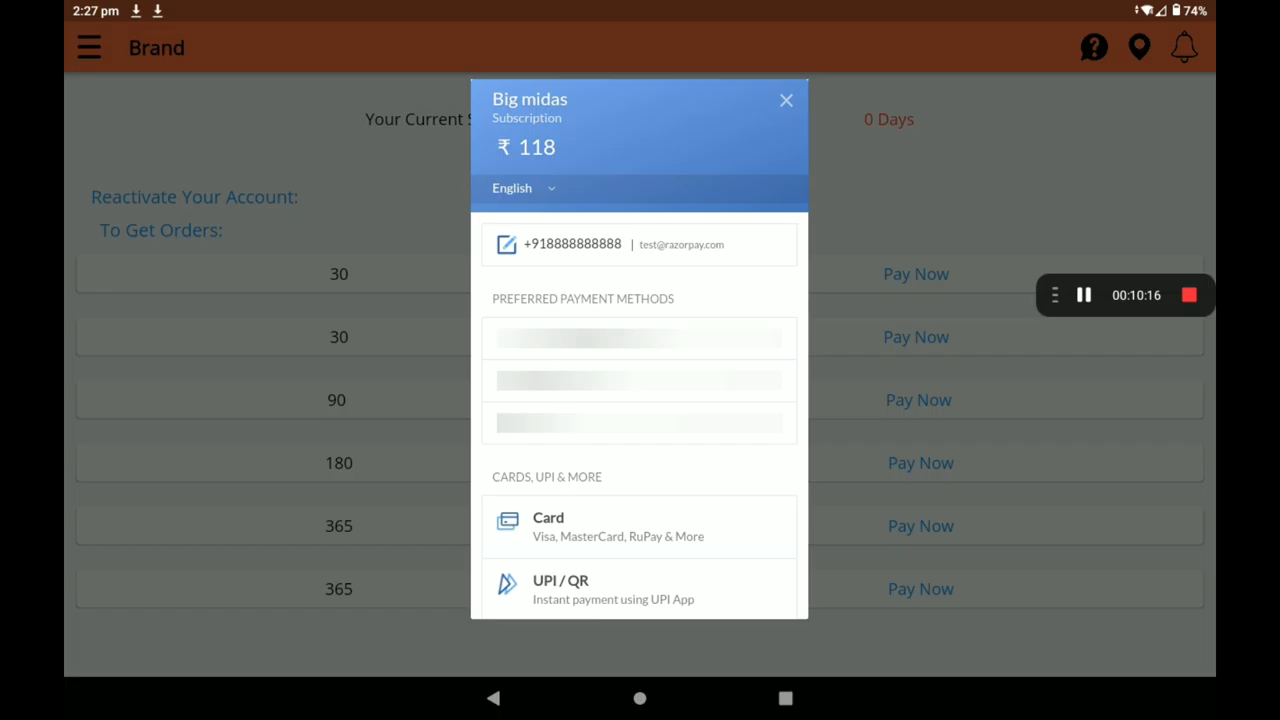 2:27 pm 74%
Brand
Big midas
Subscription
₹ 118
English
Your Current
0 Days
Reactivate Your Account:
To Get Orders:
+918888888888 | test@razorpay.com
PREFERRED PAYMENT METHODS
30 Pay Now
00:10:16
30 Pay Now
90 Pay Now
180 Pay Now
365 Pay Now
365 Pay Now
CARDS, UPI & MORE
Card
Visa, MasterCard, RuPay & More
UPI / QR
Instant payment using UPI App